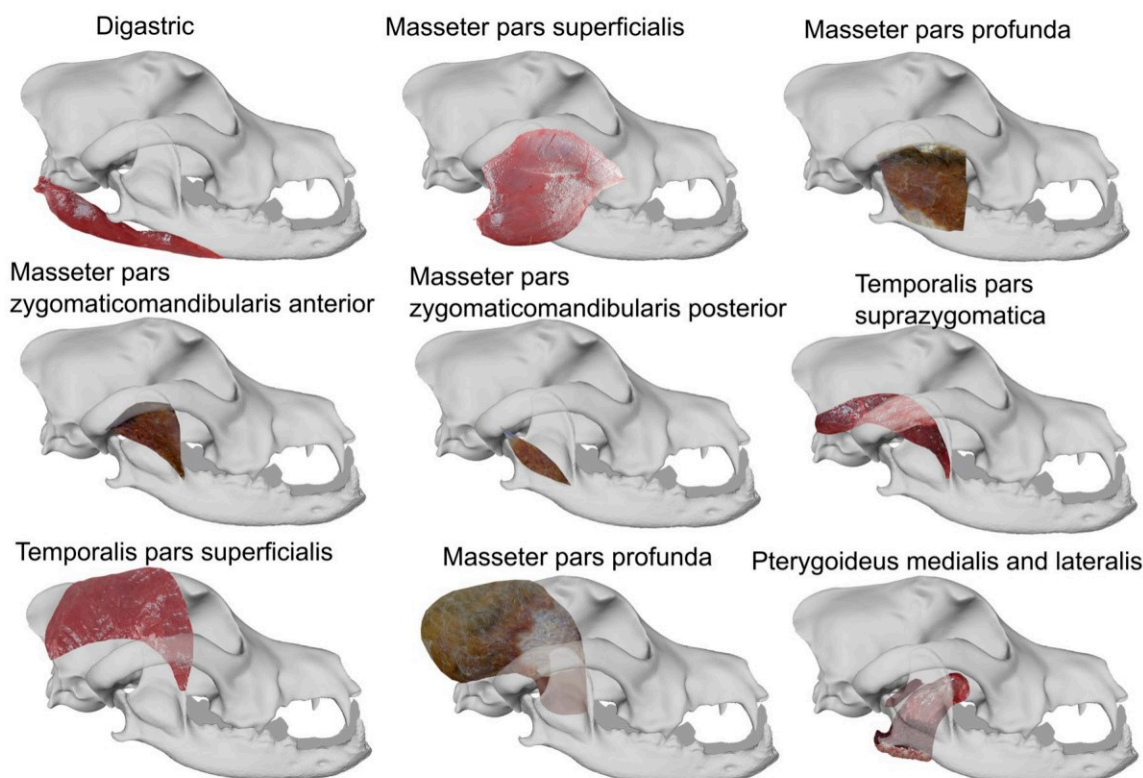 Digastric
Masseter pars superficialis
Masseter pars profunda
Masseter pars
zygomaticomandibularis anterior
Masseter pars
zygomaticomandibularis posterior
Temporalis pars
suprazygomatica
Temporalis pars superficialis
Masseter pars profunda
Pterygoideus medialis and lateralis